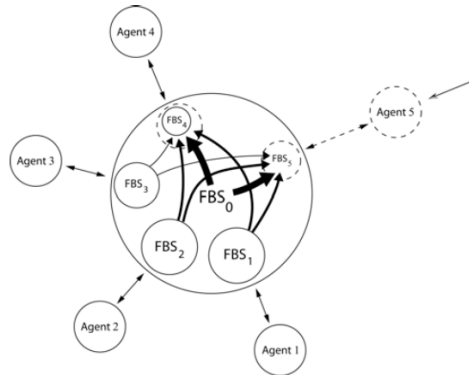 Agent 4
Agent 5
FBS4
FBS5
Agent 3
FBS3
FBS0
FBS2
FBS1
Agent 2
Agent 1